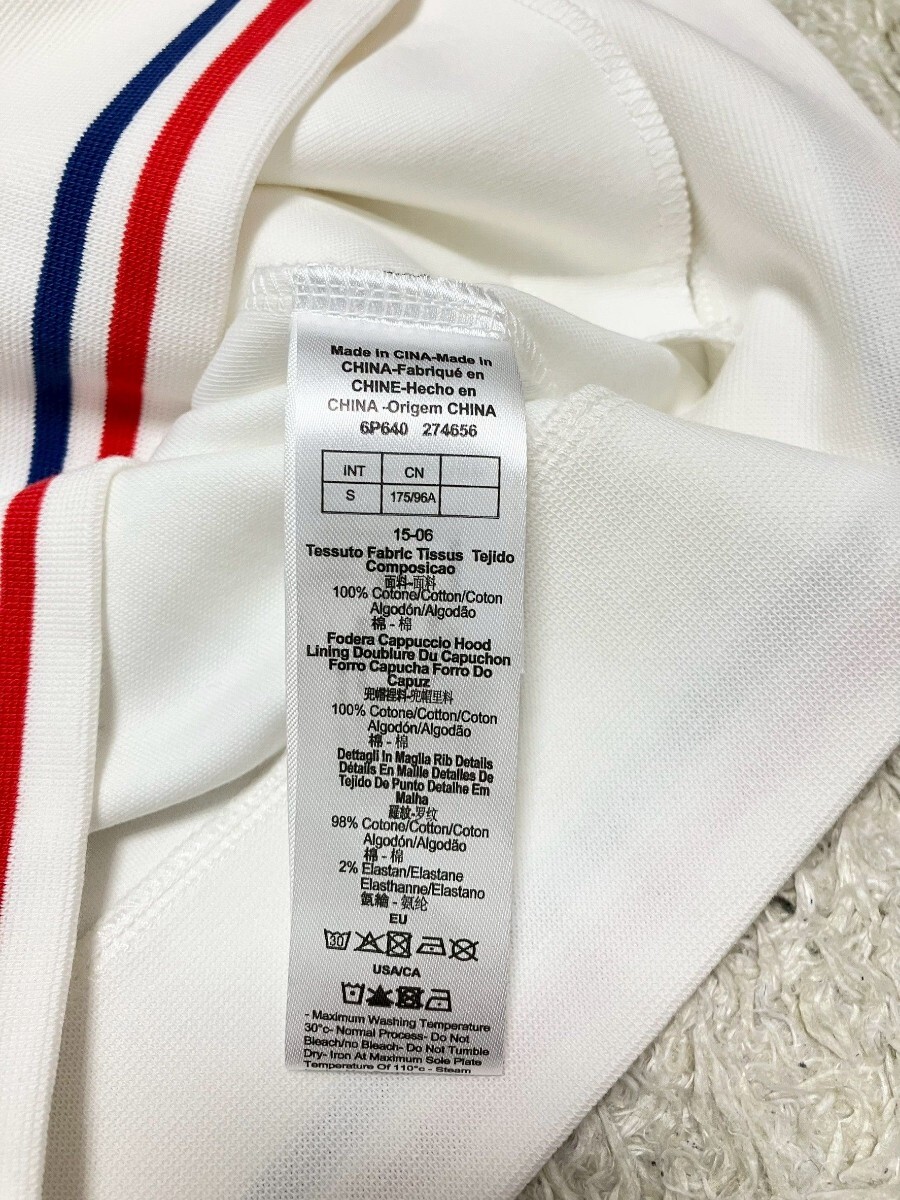 Made in CINA-Made in
CHINA-Fabriqué en
CHINE-Hecho en
CHINA -Origem CHINA
6P640 274656
INT CN
S 175/96A
15-06
Tessuto Fabric Tissus Tejido
Composicao
面料-面料
100% Cotone/Cotton/Coton
Algodón/Algodão
棉 - 棉
Fodera Cappuccio Hood
Lining Doublure Du Capuchon
Forro Capucha Forro Do
Capuz
兜帽裡料-兜帽里料
100% Cotone/Cotton/Coton
Algodón/Algodão
棉 - 棉
Dettagli In Maglia Rib Details
Détails En Maille Detalles De
Tejido De Punto Detalhe Em
Malha
羅紋-罗纹
98% Cotone/Cotton/Coton
Algodón/Algodão
棉 - 棉
2% Elastan/Elastane
Elasthanne/Elastano
氨綸 - 氨纶
EU
30
USA/CA
- Maximum Washing Temperature
30°c- Normal Process- Do Not
Bleach/no Bleach- Do Not Tumble
Dry- Iron At Maximum Sole Plate
Temperature Of 110°c - Steam